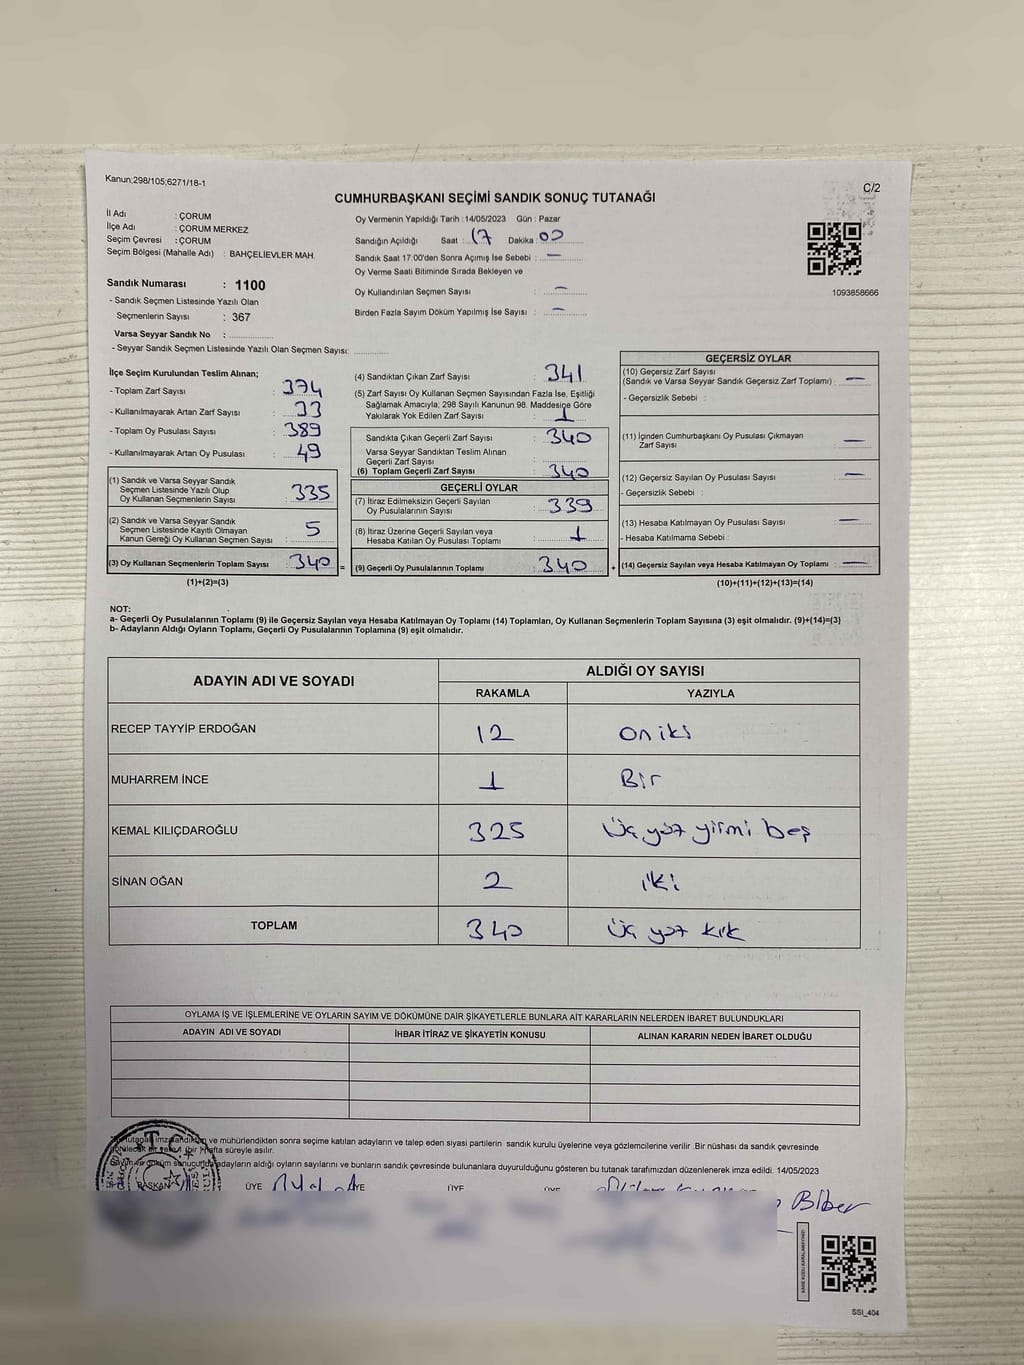 Kanun;298/105;6271/18-1
C/2
CUMHURBAŞKANI SEÇİMİ SANDIK SONUÇ TUTANAĞI
İl Adı : ÇORUM
İlçe Adı : ÇORUM MERKEZ
Seçim Çevresi : ÇORUM
Seçim Bölgesi (Mahalle Adı) : BAHÇELİEVLER MAH.
Oy Vermenin Yapıldığı Tarih : 14/05/2023 Gün : Pazar
Sandığın Açıldığı Saat : 17 Dakika : 00
Sandık Saat 17.00'den Sonra Açımış İse Sebebi : —
Oy Verme Saati Bitiminde Sırada Bekleyen ve
Oy Kullandırılan Seçmen Sayısı : —
Birden Fazla Sayım Döküm Yapılmış İse Sayısı : —
1093858666
Sandık Numarası : 1100
- Sandık Seçmen Listesinde Yazılı Olan
Seçmenlerin Sayısı : 367
Varsa Seyyar Sandık No :
- Seyyar Sandık Seçmen Listesinde Yazılı Olan Seçmen Sayısı:
İlçe Seçim Kurulundan Teslim Alınan;
- Toplam Zarf Sayısı : 374
- Kullanılmayarak Artan Zarf Sayısı : 33
- Toplam Oy Pusulası Sayısı : 389
- Kullanılmayarak Artan Oy Pusulası : 49
(1) Sandık ve Varsa Seyyar Sandık
Seçmen Listesinde Yazılı Olup
Oy Kullanan Seçmenlerin Sayısı : 335
(2) Sandık ve Varsa Seyyar Sandık
Seçmen Listesinde Kayıtlı Olmayan
Kanun Gereği Oy Kullanan Seçmen Sayısı : 5
(3) Oy Kullanan Seçmenlerin Toplam Sayısı : 340 =
(1)+(2)=(3)
(4) Sandıktan Çıkan Zarf Sayısı : 341
(5) Zarf Sayısı Oy Kullanan Seçmen Sayısından Fazla İse, Eşitliği
Sağlamak Amacıyla, 298 Sayılı Kanunun 98. Maddesine Göre
Yakılarak Yok Edilen Zarf Sayısı : 1
Sandıkta Çıkan Geçerli Zarf Sayısı : 340
Varsa Seyyar Sandıktan Teslim Alınan
Geçerli Zarf Sayısı :
(6) Toplam Geçerli Zarf Sayısı : 340
GEÇERLİ OYLAR
(7) İtiraz Edilmeksizin Geçerli Sayılan
Oy Pusulalarının Sayısı : 339
(8) İtiraz Üzerine Geçerli Sayılan veya
Hesaba Katılan Oy Pusulası Toplamı : 1
(9) Geçerli Oy Pusulalarının Toplamı : 340 +
GEÇERSİZ OYLAR
(10) Geçersiz Zarf Sayısı
(Sandık ve Varsa Seyyar Sandık Geçersiz Zarf Toplamı) : —
- Geçersizlik Sebebi :
(11) İçinden Cumhurbaşkanı Oy Pusulası Çıkmayan
Zarf Sayısı : —
(12) Geçersiz Sayılan Oy Pusulası Sayısı : —
- Geçersizlik Sebebi :
(13) Hesaba Katılmayan Oy Pusulası Sayısı : —
- Hesaba Katılmama Sebebi :
(14) Geçersiz Sayılan veya Hesaba Katılmayan Oy Toplamı : —
(10)+(11)+(12)+(13)=(14)
NOT:
a- Geçerli Oy Pusulalarının Toplamı (9) ile Geçersiz Sayılan veya Hesaba Katılmayan Oy Toplamı (14) Toplamları, Oy Kullanan Seçmenlerin Toplam Sayısına (3) eşit olmalıdır. (9)+(14)=(3)
b- Adayların Aldığı Oyların Toplamı, Geçerli Oy Pusulalarının Toplamına (9) eşit olmalıdır.
ADAYIN ADI VE SOYADI ALDIĞI OY SAYISI
RAKAMLA YAZIYLA
RECEP TAYYİP ERDOĞAN 12 on iki
MUHARREM İNCE 1 Bir
KEMAL KILIÇDAROĞLU 325 Üç yüz yirmi beş
SİNAN OĞAN 2 iki
TOPLAM 340 Üç yüz kırk
OYLAMA İŞ VE İŞLEMLERİNE VE OYLARIN SAYIM VE DÖKÜMÜNE DAİR ŞİKAYETLERLE BUNLARA AİT KARARLARIN NELERDEN İBARET BULUNDUKLARI
ADAYIN ADI VE SOYADI İHBAR İTİRAZ VE ŞİKAYETİN KONUSU ALINAN KARARIN NEDEN İBARET OLDUĞU
ve mühürlendikten sonra seçime katılan adayların ve talep eden siyasi partilerin sandık kurulu üyelerine veya gözlemcilerine verilir .Bir nüshası da sandık çevresinde
bir hafta süreyle asılır.
adayların aldığı oyların sayılarını ve bunların sandık çevresinde bulunanlara duyurulduğunu gösteren bu tutanak tarafımızdan düzenlenerek imza edildi. 14/05/2023
T.C.
BAŞKAN ÜYE ÜYE ÜYE ÜYE
Biber
SSI_404